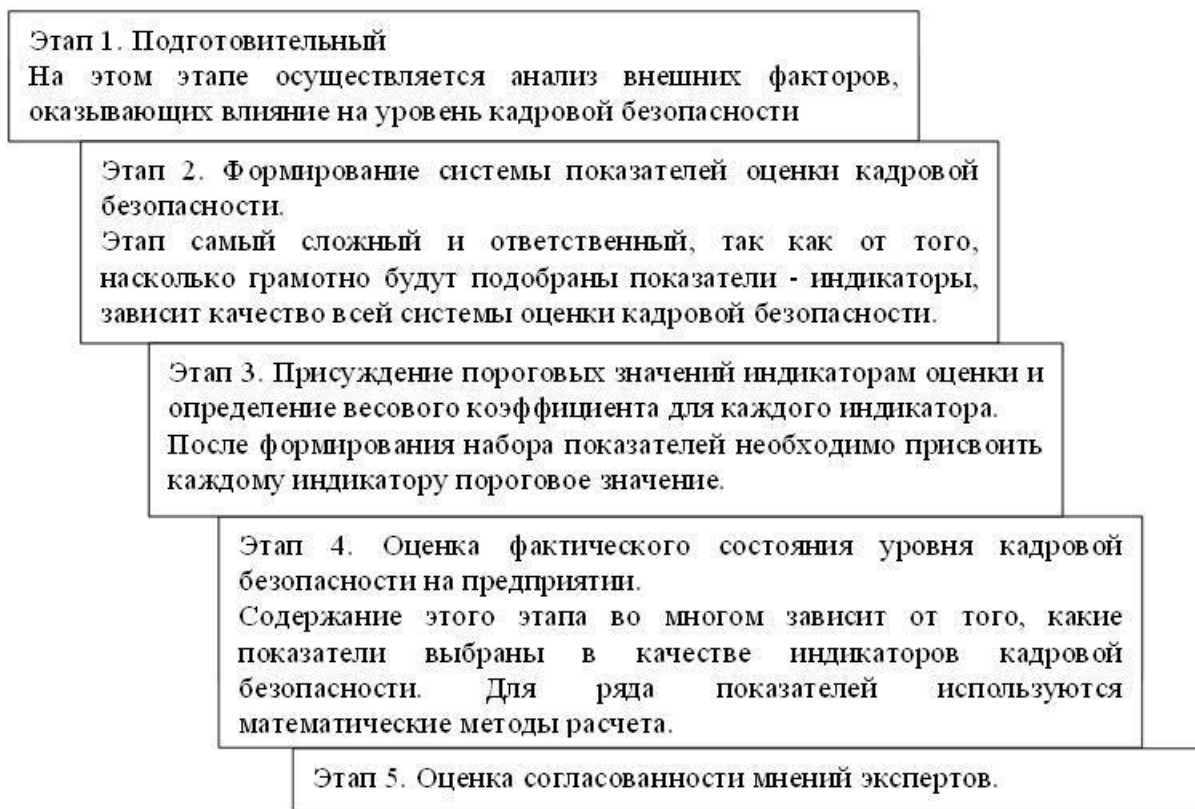 Этап 1. Подготовительный
На этом этапе осуществляется анализ внешних факторов,
оказывающих влияние на уровень кадровой безопасности
Этап 2. Формирование системы показателей оценки кадровой
безопасности.
Этап самый сложный и ответственный, так как от того,
насколько грамотно будут подобраны показатели - индикаторы,
зависит качество всей системы оценки кадровой безопасности.
Этап 3. Присуждение пороговых значений индикаторам оценки и
определение весового коэффициента для каждого индикатора.
После формирования набора показателей необходимо присвоить
каждому индикатору пороговое значение.
Этап 4. Оценка фактического состояния уровня кадровой
безопасности на предприятии.
Содержание этого этапа во многом зависит от того, какие
показатели выбраны в качестве индикаторов кадровой
безопасности. Для ряда показателей используются
математические методы расчета.
Этап 5. Оценка согласованности мнений экспертов.